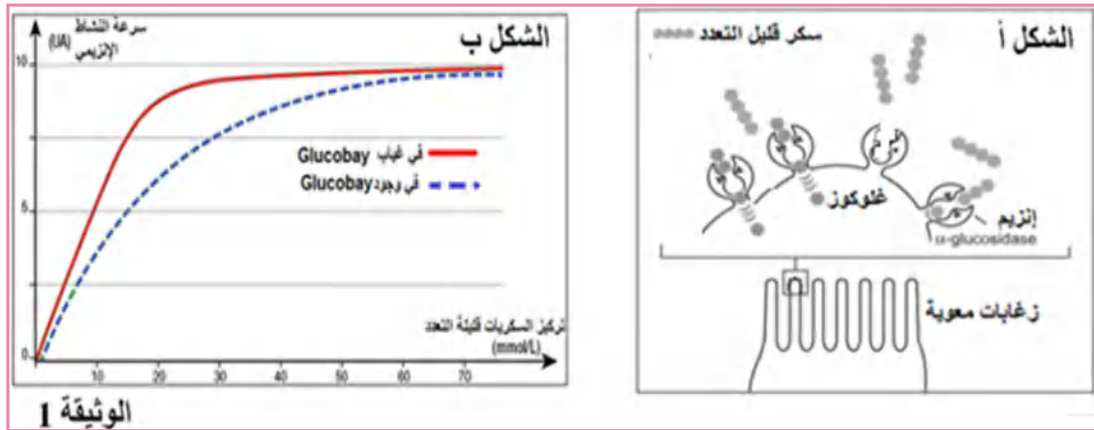 الشكل أ
سكر قليل التعدد
غلوكوز
إنزيم
α-glucosidase
زغابات معوية
الشكل ب
سرعة النشاط
الإنزيمي
(UA)
10
5
0
في غياب Glucobay
في وجود Glucobay
تركيز السكريات قليلة التعدد
(mmol/L)
10 20 30 40 50 60 70
الوثيقة 1